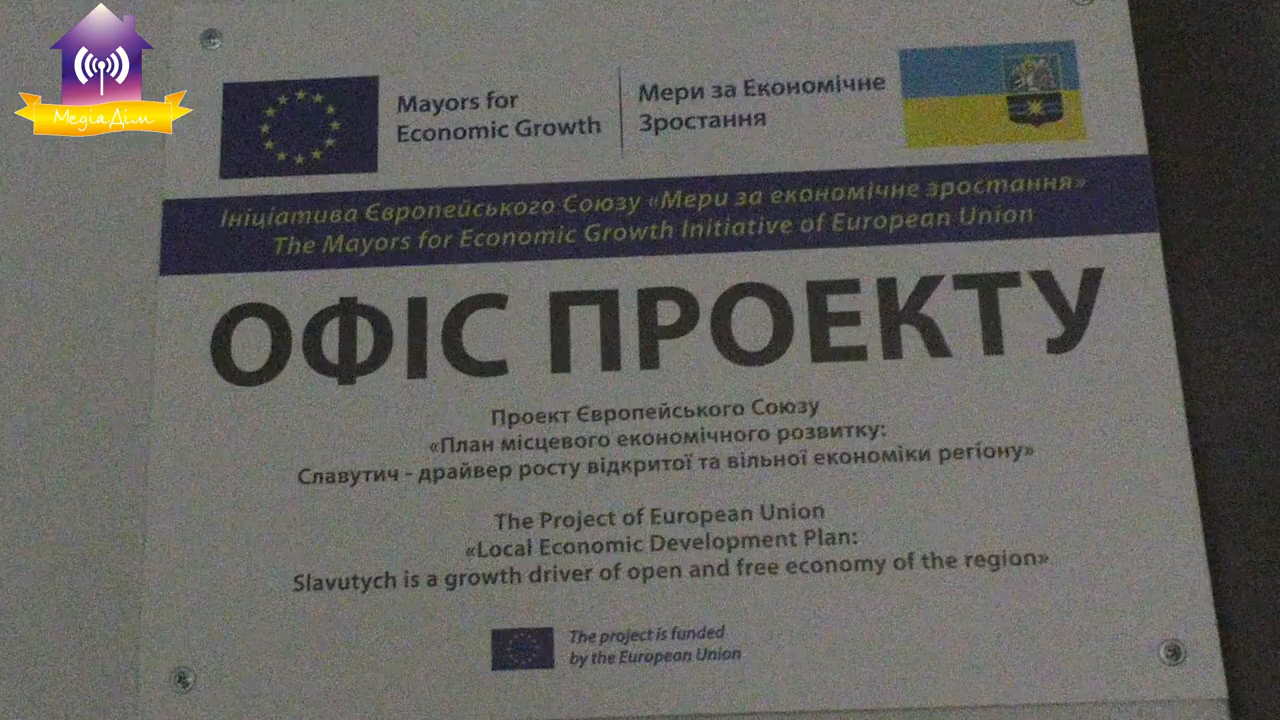 МедіаДім
Mayors for
Economic Growth
Мери за Економічне
Зростання
Ініціатива Європейського Союзу «Мери за економічне зростання»
The Mayors for Economic Growth Initiative of European Union
ОФІС ПРОЕКТУ
Проект Європейського Союзу
«План місцевого економічного розвитку:
Славутич - драйвер росту відкритої та вільної економіки регіону»
The Project of European Union
«Local Economic Development Plan:
Slavutych is a growth driver of open and free economy of the region»
The project is funded
by the European Union